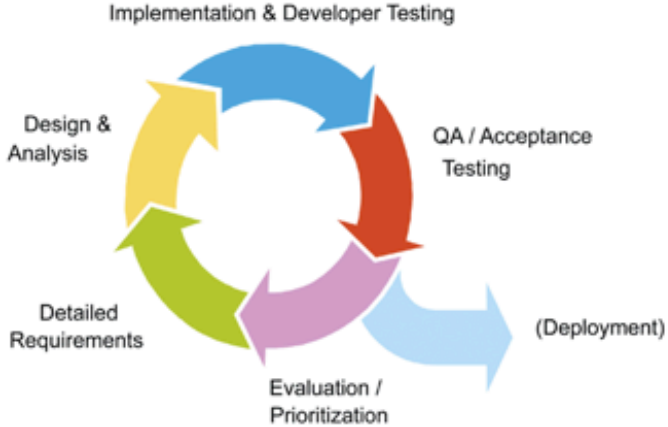 Implementation & Developer Testing
Design &
Analysis
QA / Acceptance
Testing
Detailed
Requirements
(Deployment)
Evaluation /
Prioritization